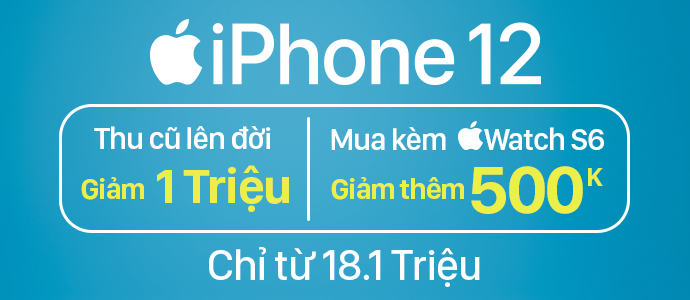 iPhone 12
Thu cũ lên đời
Giảm 1 Triệu
Mua kèm Watch S6
Giảm thêm 500K
Chỉ từ 18.1 Triệu